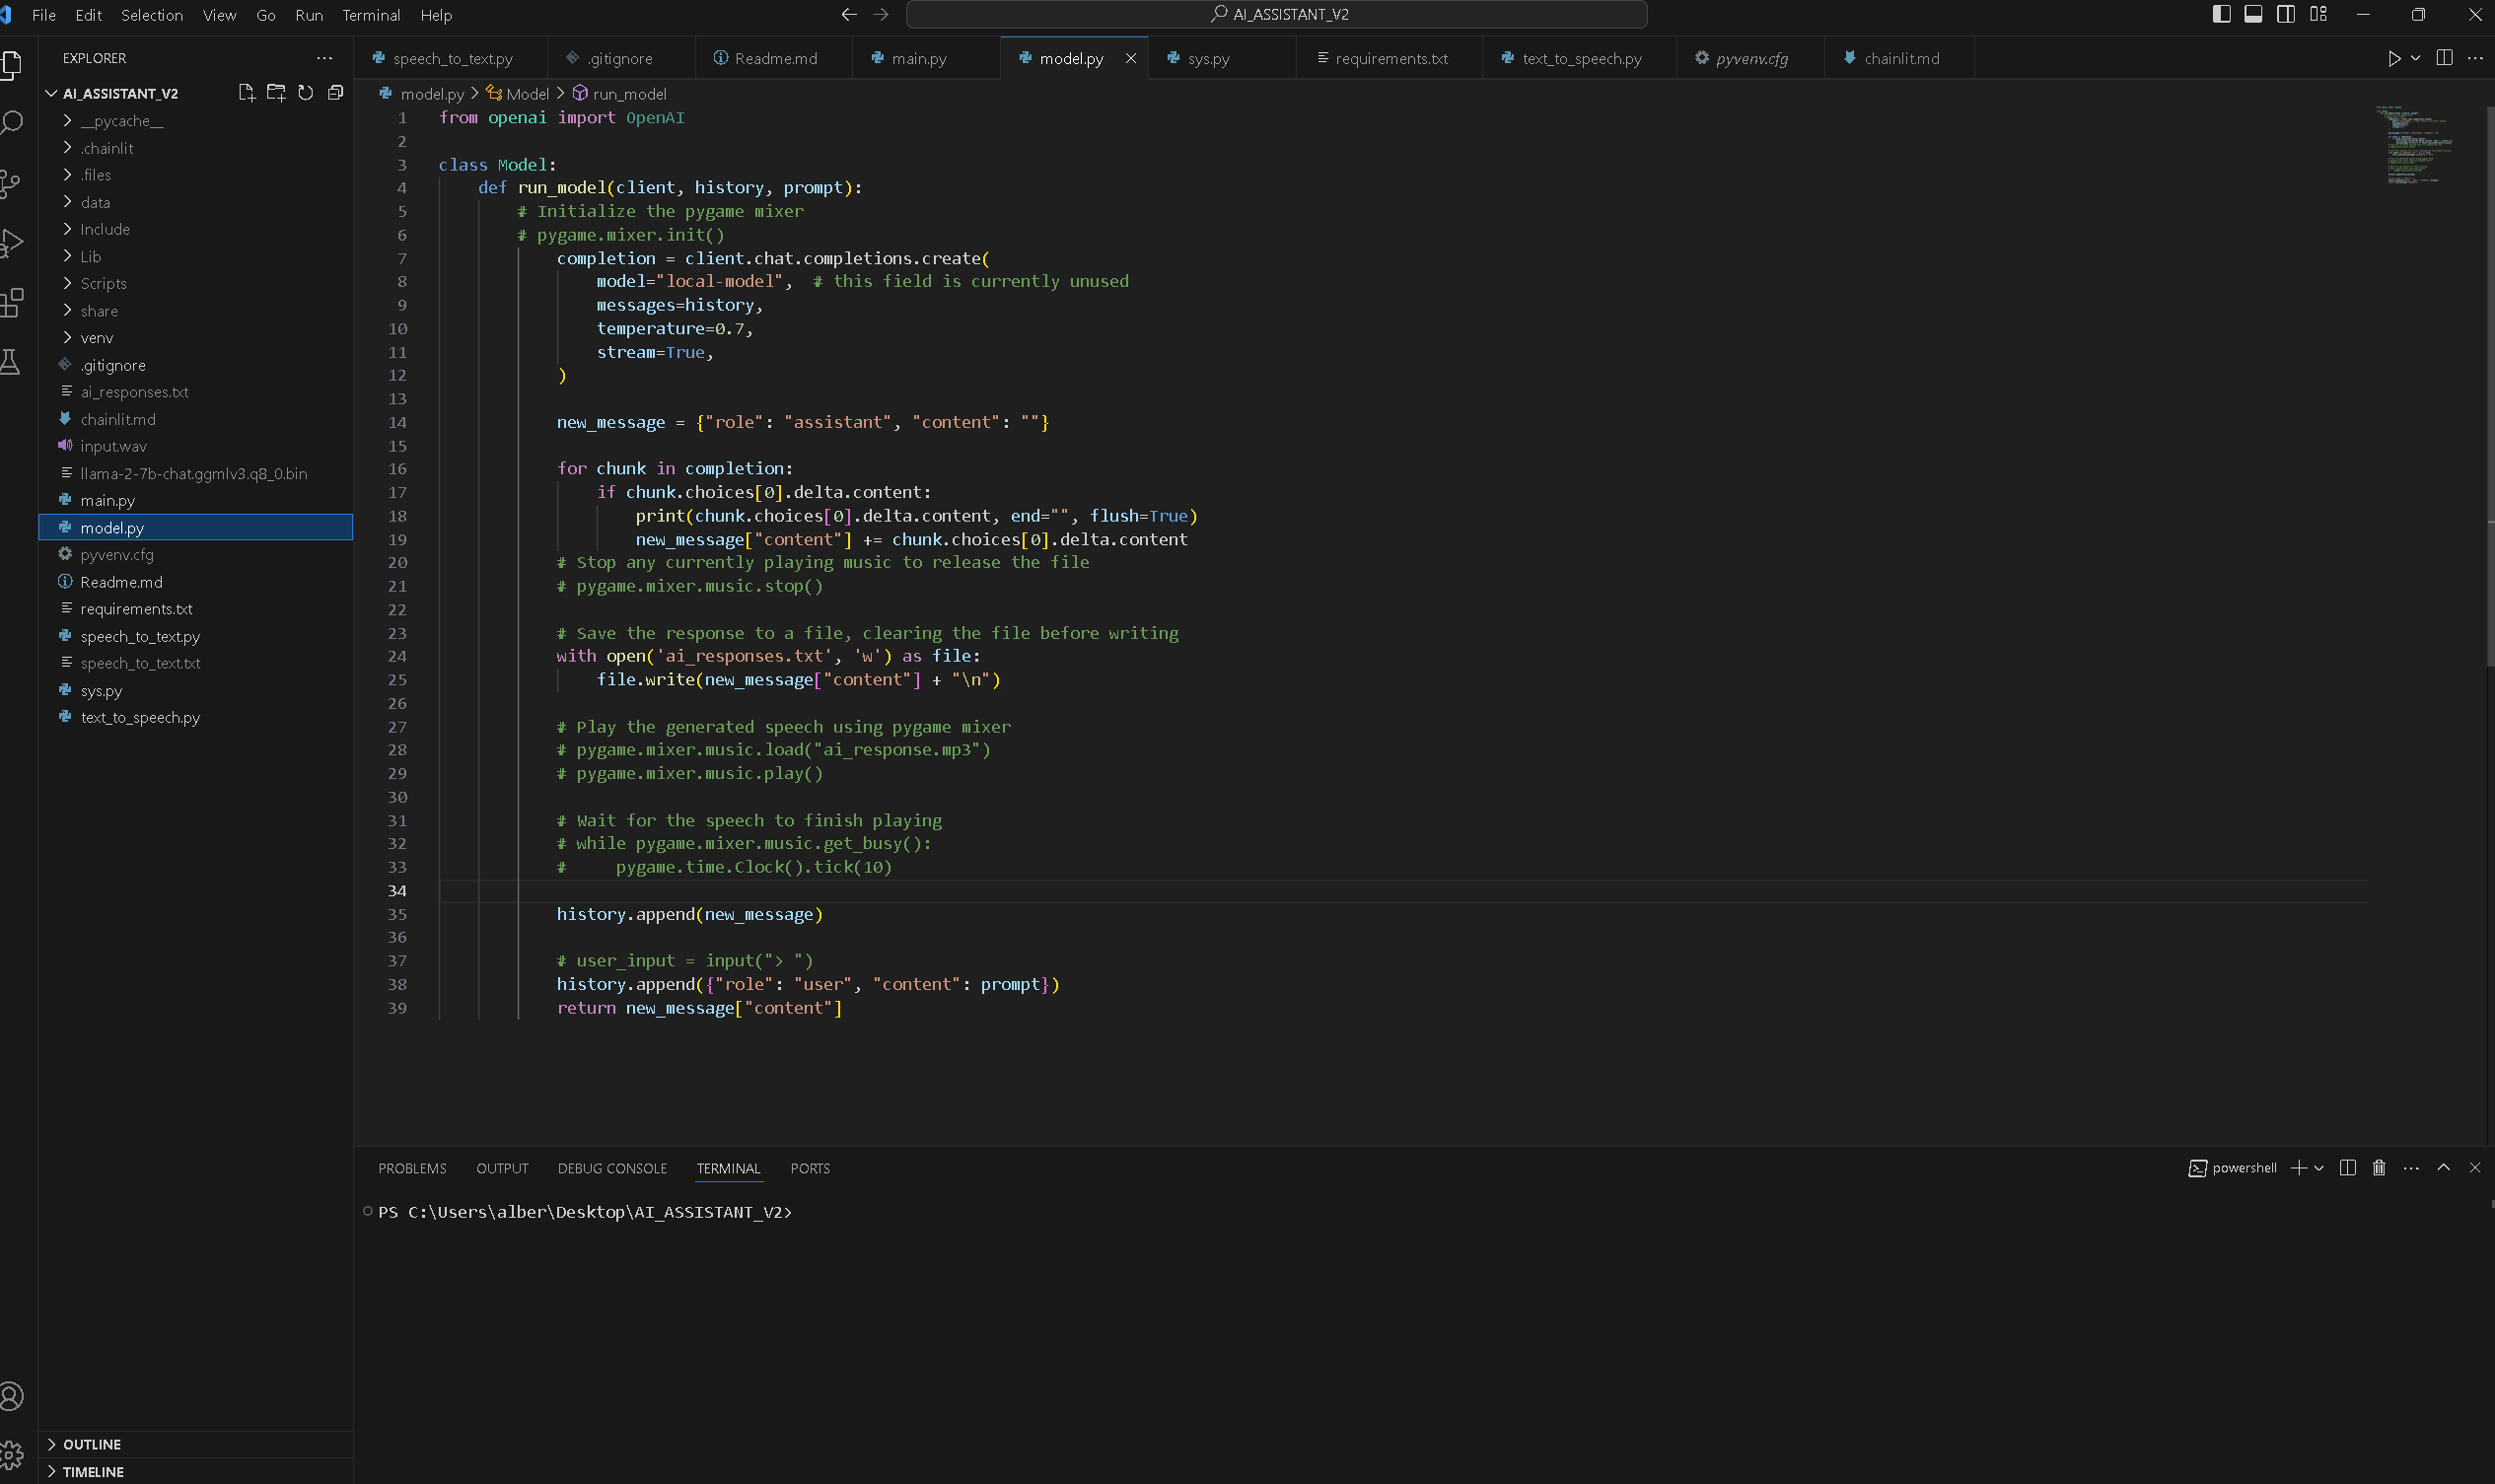 File Edit Selection View Go Run Terminal Help
AI_ASSISTANT_V2
EXPLORER
AI_ASSISTANT_V2
__pycache__
.chainlit
.files
data
Include
Lib
Scripts
share
venv
.gitignore
ai_responses.txt
chainlit.md
input.wav
llama-2-7b-chat.ggmlv3.q8_0.bin
main.py
model.py
pyvenv.cfg
Readme.md
requirements.txt
speech_to_text.py
speech_to_text.txt
sys.py
text_to_speech.py
OUTLINE
TIMELINE
speech_to_text.py .gitignore Readme.md main.py model.py sys.py requirements.txt text_to_speech.py pyvenv.cfg chainlit.md
model.py > Model > run_model
1 from openai import OpenAI
2
3 class Model:
4 def run_model(client, history, prompt):
5 # Initialize the pygame mixer
6 # pygame.mixer.init()
7 completion = client.chat.completions.create(
8 model="local-model", # this field is currently unused
9 messages=history,
10 temperature=0.7,
11 stream=True,
12 )
13
14 new_message = {"role": "assistant", "content": ""}
15
16 for chunk in completion:
17 if chunk.choices[0].delta.content:
18 print(chunk.choices[0].delta.content, end="", flush=True)
19 new_message["content"] += chunk.choices[0].delta.content
20 # Stop any currently playing music to release the file
21 # pygame.mixer.music.stop()
22
23 # Save the response to a file, clearing the file before writing
24 with open('ai_responses.txt', 'w') as file:
25 file.write(new_message["content"] + "\n")
26
27 # Play the generated speech using pygame mixer
28 # pygame.mixer.music.load("ai_response.mp3")
29 # pygame.mixer.music.play()
30
31 # Wait for the speech to finish playing
32 # while pygame.mixer.music.get_busy():
33 # pygame.time.Clock().tick(10)
34
35 history.append(new_message)
36
37 # user_input = input("> ")
38 history.append({"role": "user", "content": prompt})
39 return new_message["content"]
PROBLEMS OUTPUT DEBUG CONSOLE TERMINAL PORTS
powershell
PS C:\Users\alber\Desktop\AI_ASSISTANT_V2>